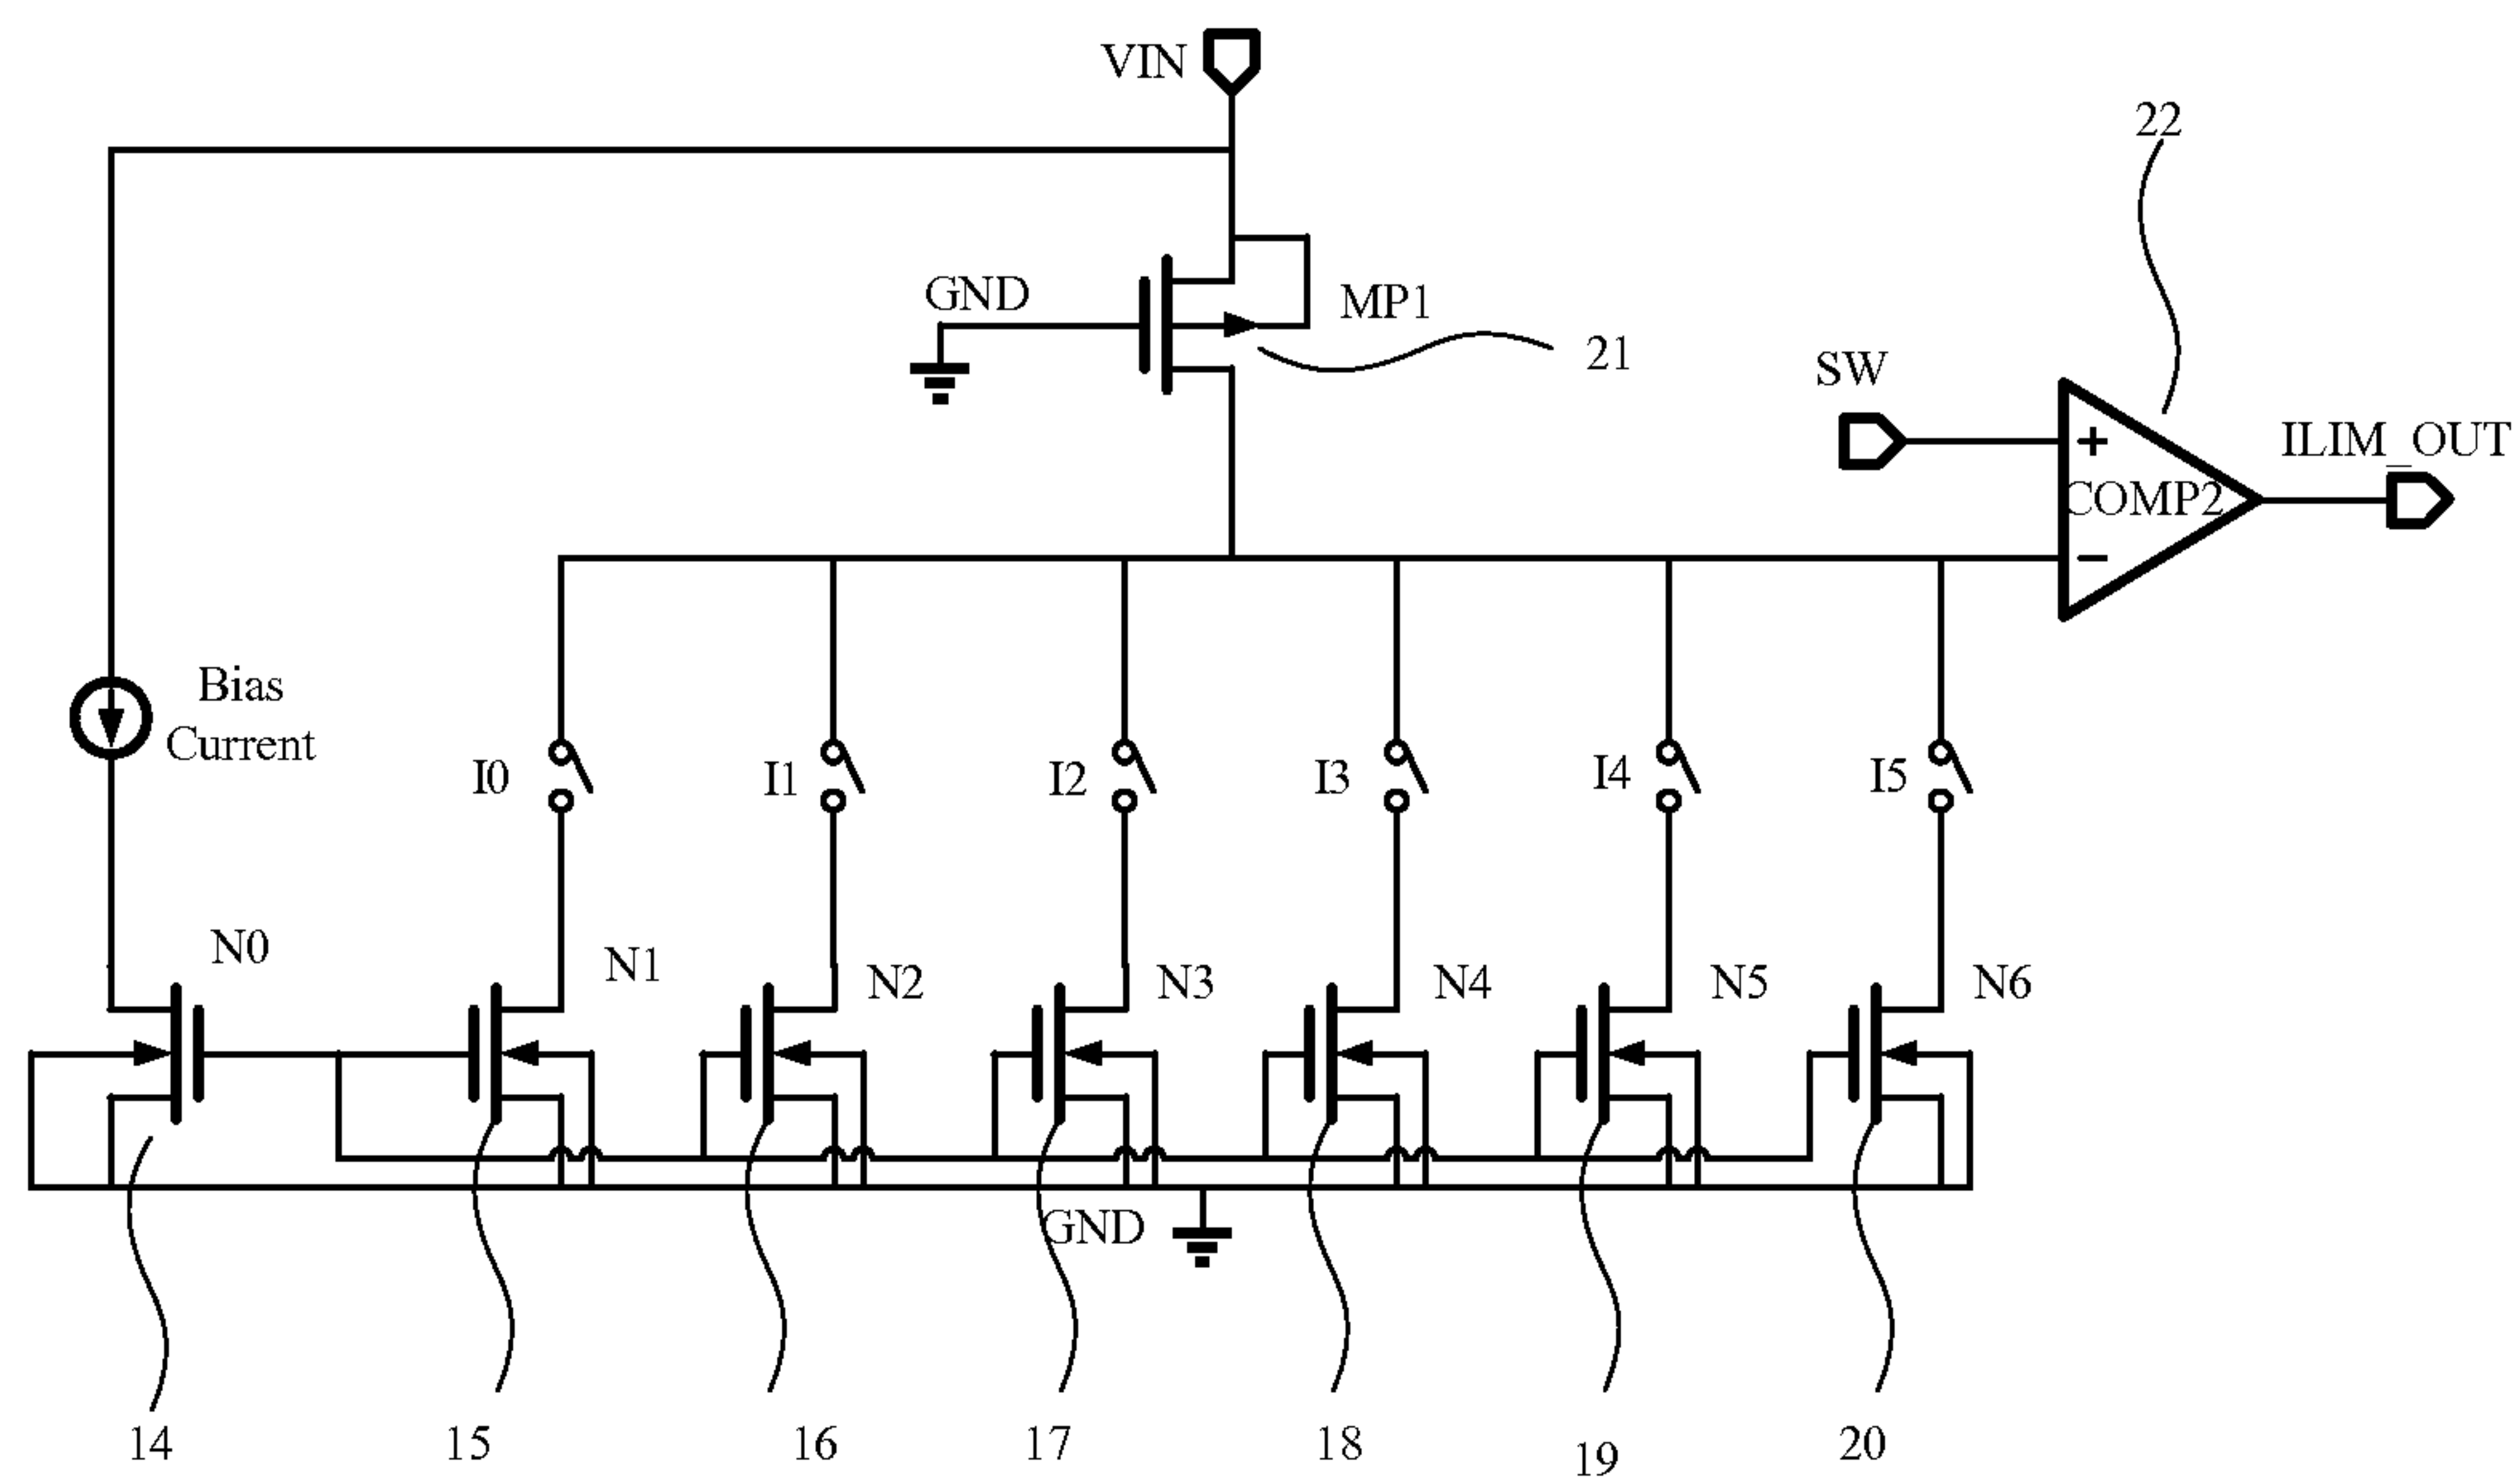 VIN
22
GND
MP1
21
SW
+
COMP2
ILIM_OUT
−
Bias
Current
I0
I1
I2
I3
I4
I5
N0
N1
N2
N3
N4
N5
N6
GND
14
15
16
17
18
19
20